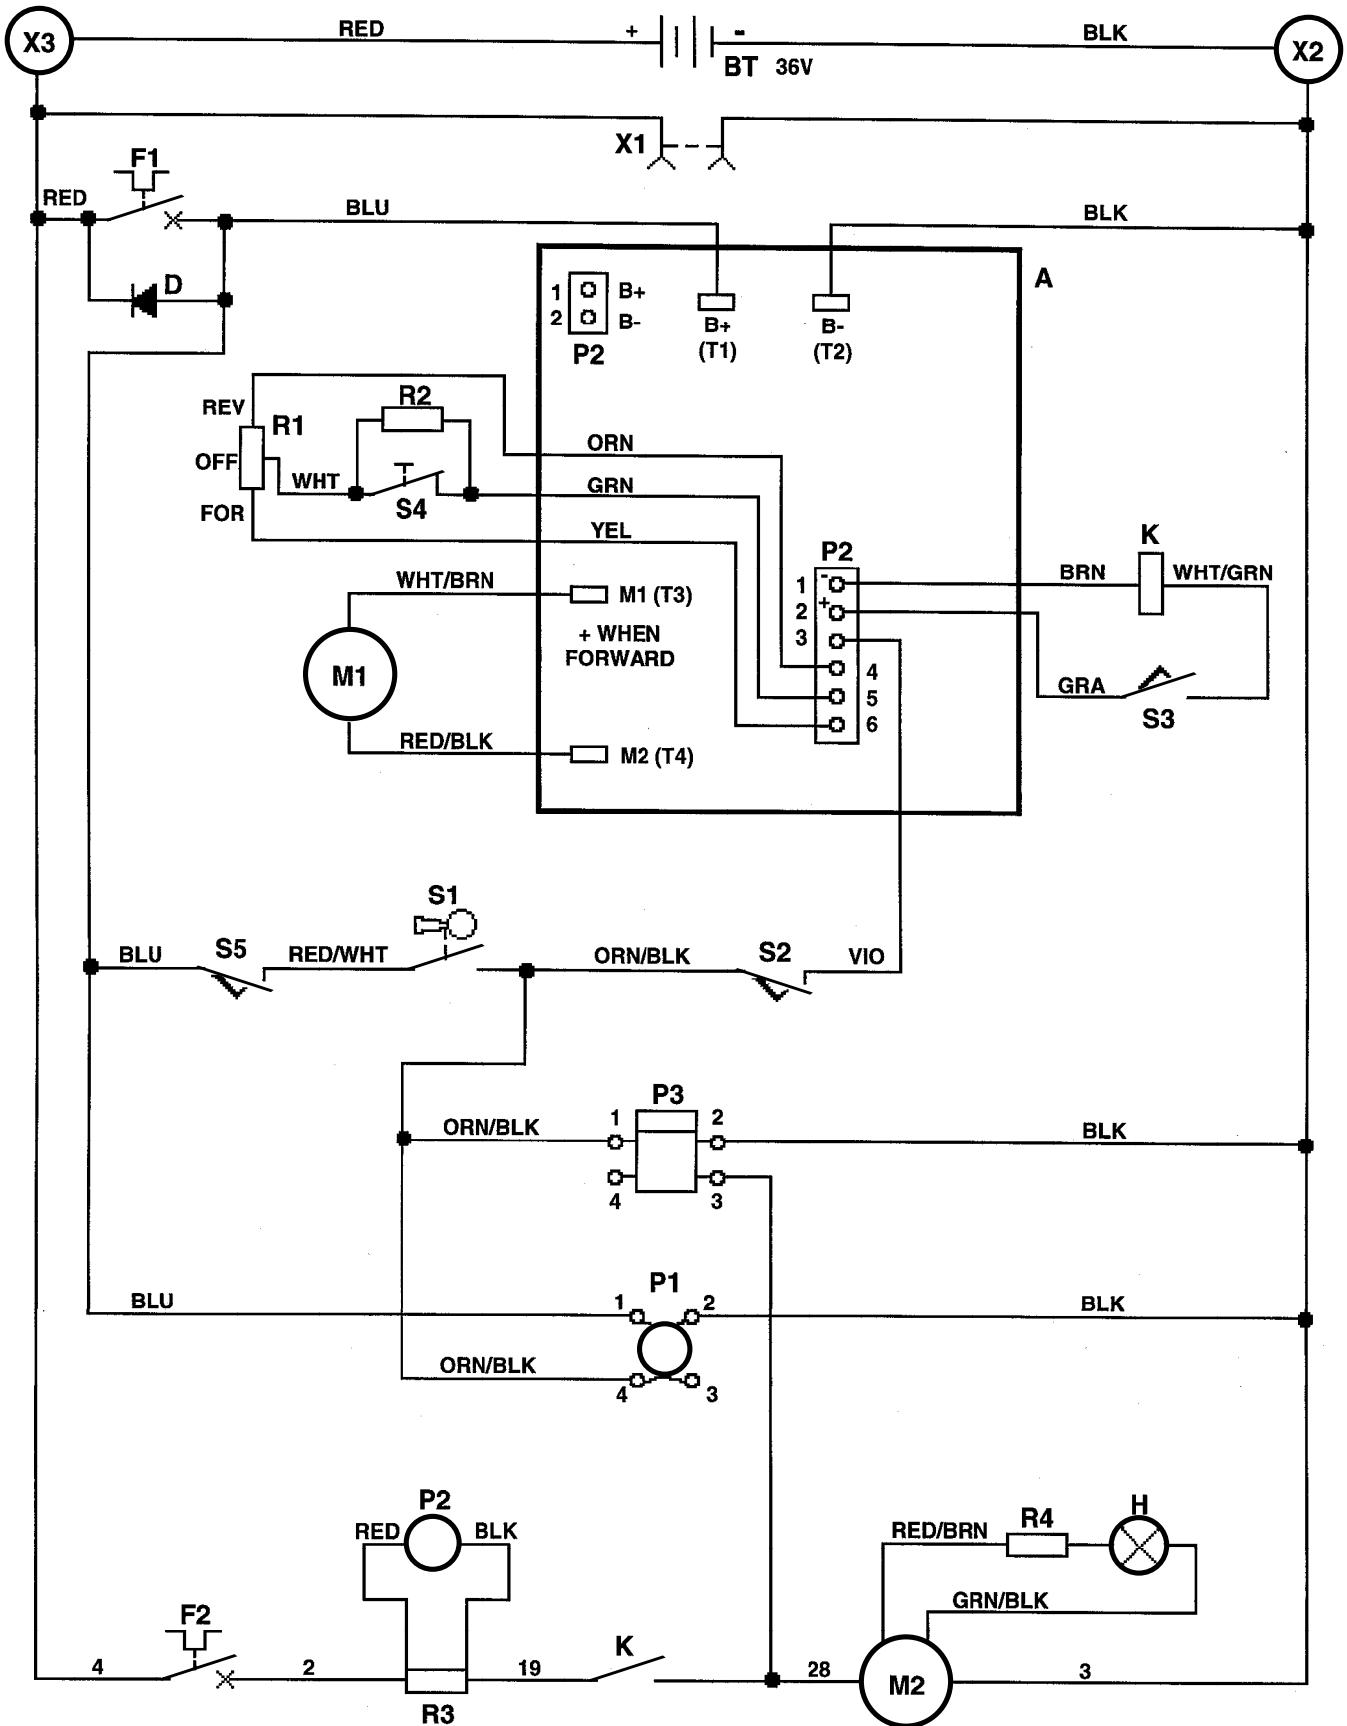 X3
RED
+
-
BT 36V
BLK
X2
X1
F1
RED
BLU
BLK
D
A
1 B+
2 B-
P2
B+
(T1)
B-
(T2)
REV
R1
R2
OFF
WHT
S4
FOR
ORN
GRN
YEL
WHT/BRN
M1 (T3)
+ WHEN
FORWARD
M1
RED/BLK
M2 (T4)
P2
1 -
2 +
3
4
5
6
BRN
K
WHT/GRN
GRA
S3
S1
BLU
S5
RED/WHT
ORN/BLK
S2
VIO
P3
ORN/BLK
1
2
BLK
4
3
P1
BLU
1
2
BLK
ORN/BLK
4
3
P2
RED
BLK
H
R4
RED/BRN
GRN/BLK
F2
4
2
19
K
28
M2
3
R3